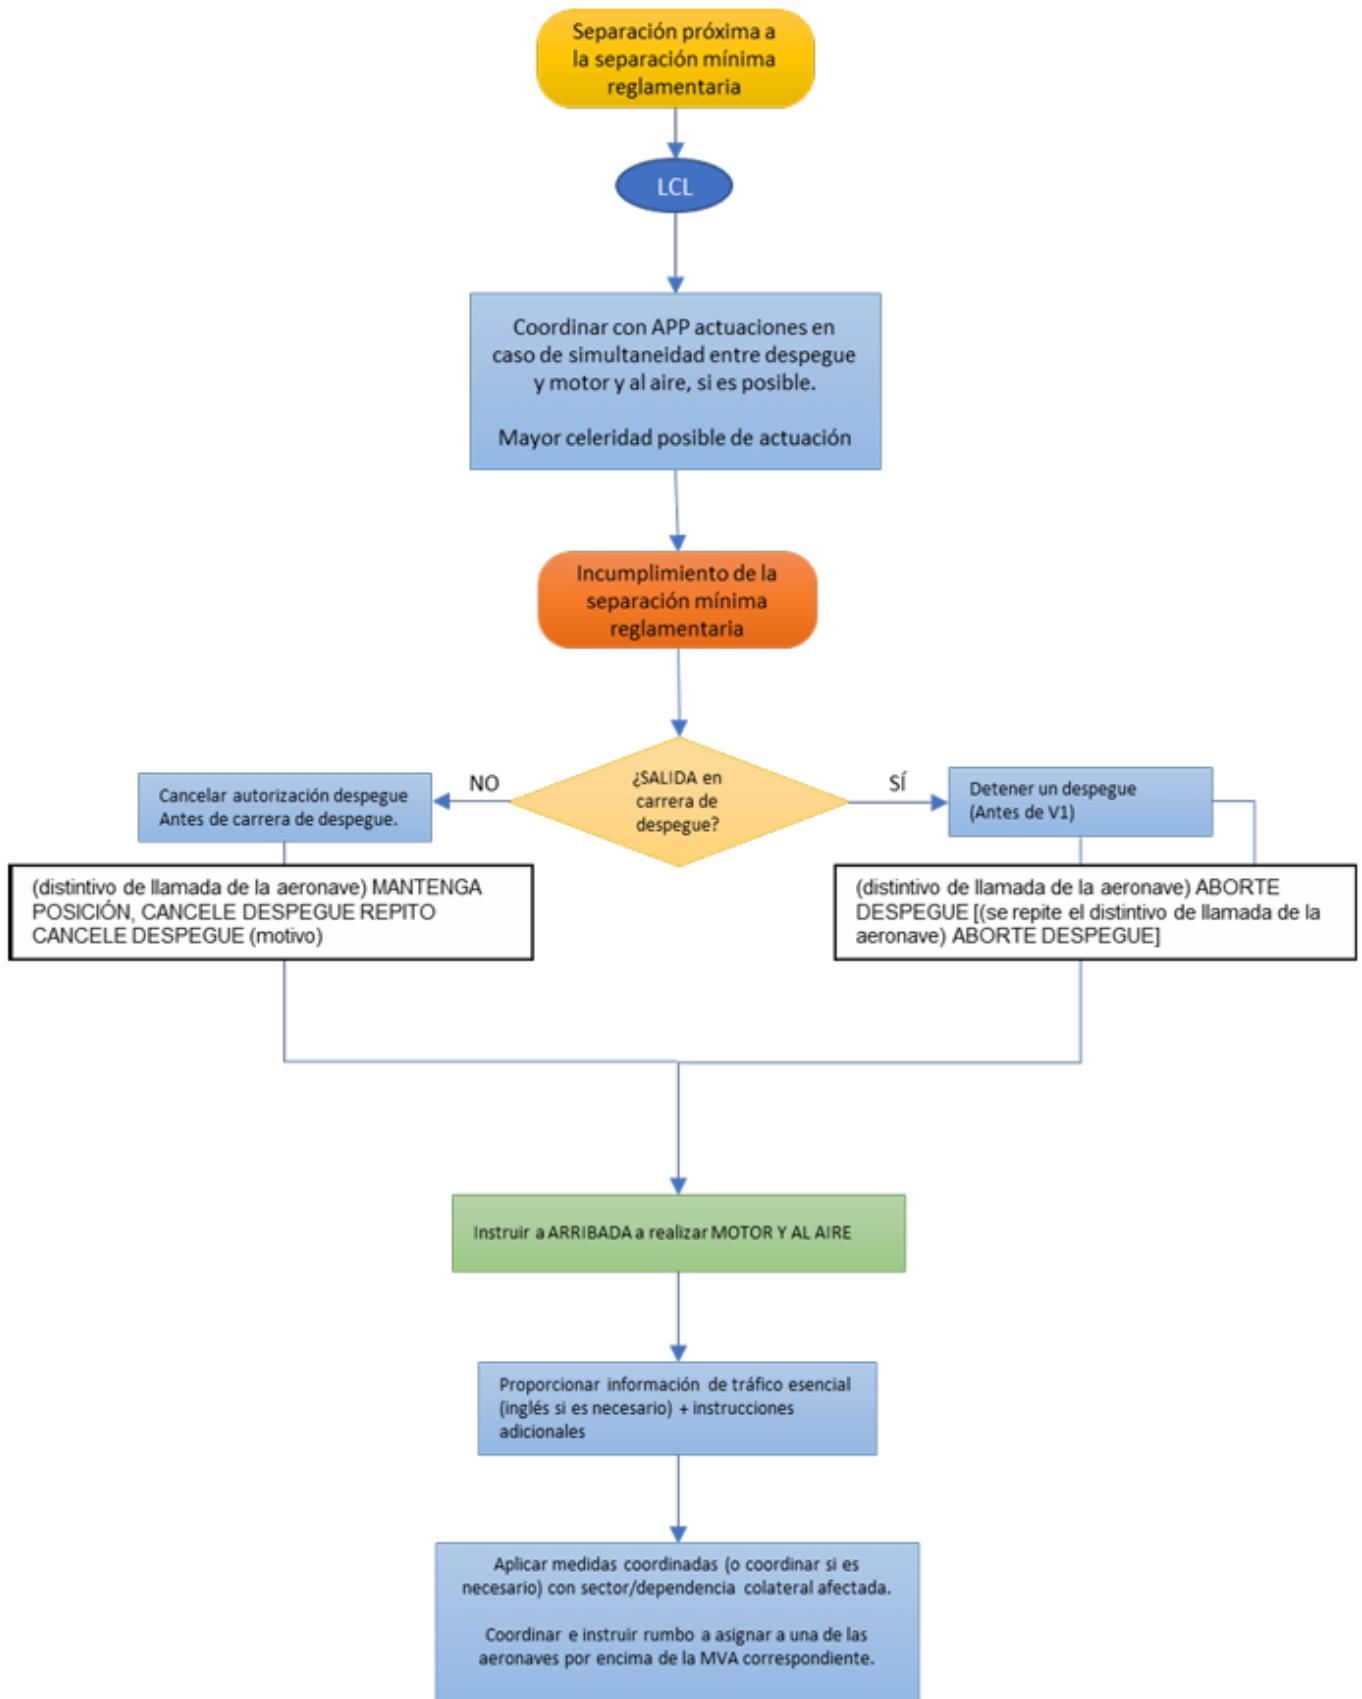 Separación próxima a
la separación mínima
reglamentaria
LCL
Coordinar con APP actuaciones en
caso de simultaneidad entre despegue
y motor y al aire, si es posible.
Mayor celeridad posible de actuación
Incumplimiento de la
separación mínima
reglamentaria
¿SALIDA en
carrera de
despegue?
NO
SÍ
Cancelar autorización despegue
Antes de carrera de despegue.
Detener un despegue
(Antes de V1)
(distintivo de llamada de la aeronave) MANTENGA
POSICIÓN, CANCELE DESPEGUE REPITO
CANCELE DESPEGUE (motivo)
(distintivo de llamada de la aeronave) ABORTE
DESPEGUE [(se repite el distintivo de llamada de la
aeronave) ABORTE DESPEGUE]
Instruir a ARRIBADA a realizar MOTOR Y AL AIRE
Proporcionar información de tráfico esencial
(inglés si es necesario) + instrucciones
adicionales
Aplicar medidas coordinadas (o coordinar si es
necesario) con sector/dependencia colateral afectada.
Coordinar e instruir rumbo a asignar a una de las
aeronaves por encima de la MVA correspondiente.